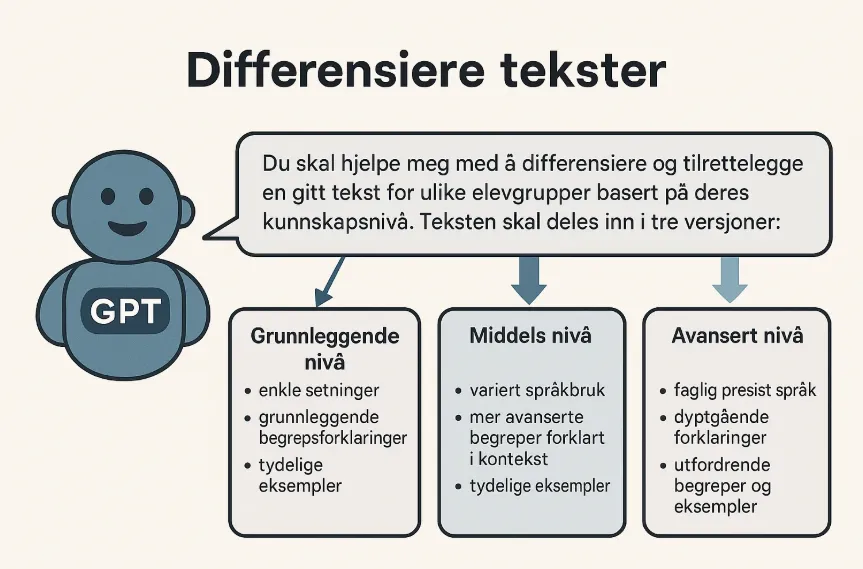 Differensiere tekster
Du skal hjelpe meg med å differensiere og tilrettelegge
en gitt tekst for ulike elevgrupper basert på deres
kunnskapsnivå. Teksten skal deles inn i tre versjoner:
GPT
Grunnleggende
nivå
• enkle setninger
• grunnleggende
begrepsforklaringer
• tydelige
eksempler
Middels nivå
• variert språkbruk
• mer avanserte
begreper forklart
i kontekst
• tydelige eksempler
Avansert nivå
• faglig presist språk
• dyptgående
forklaringer
• utfordrende
begreper og
eksempler